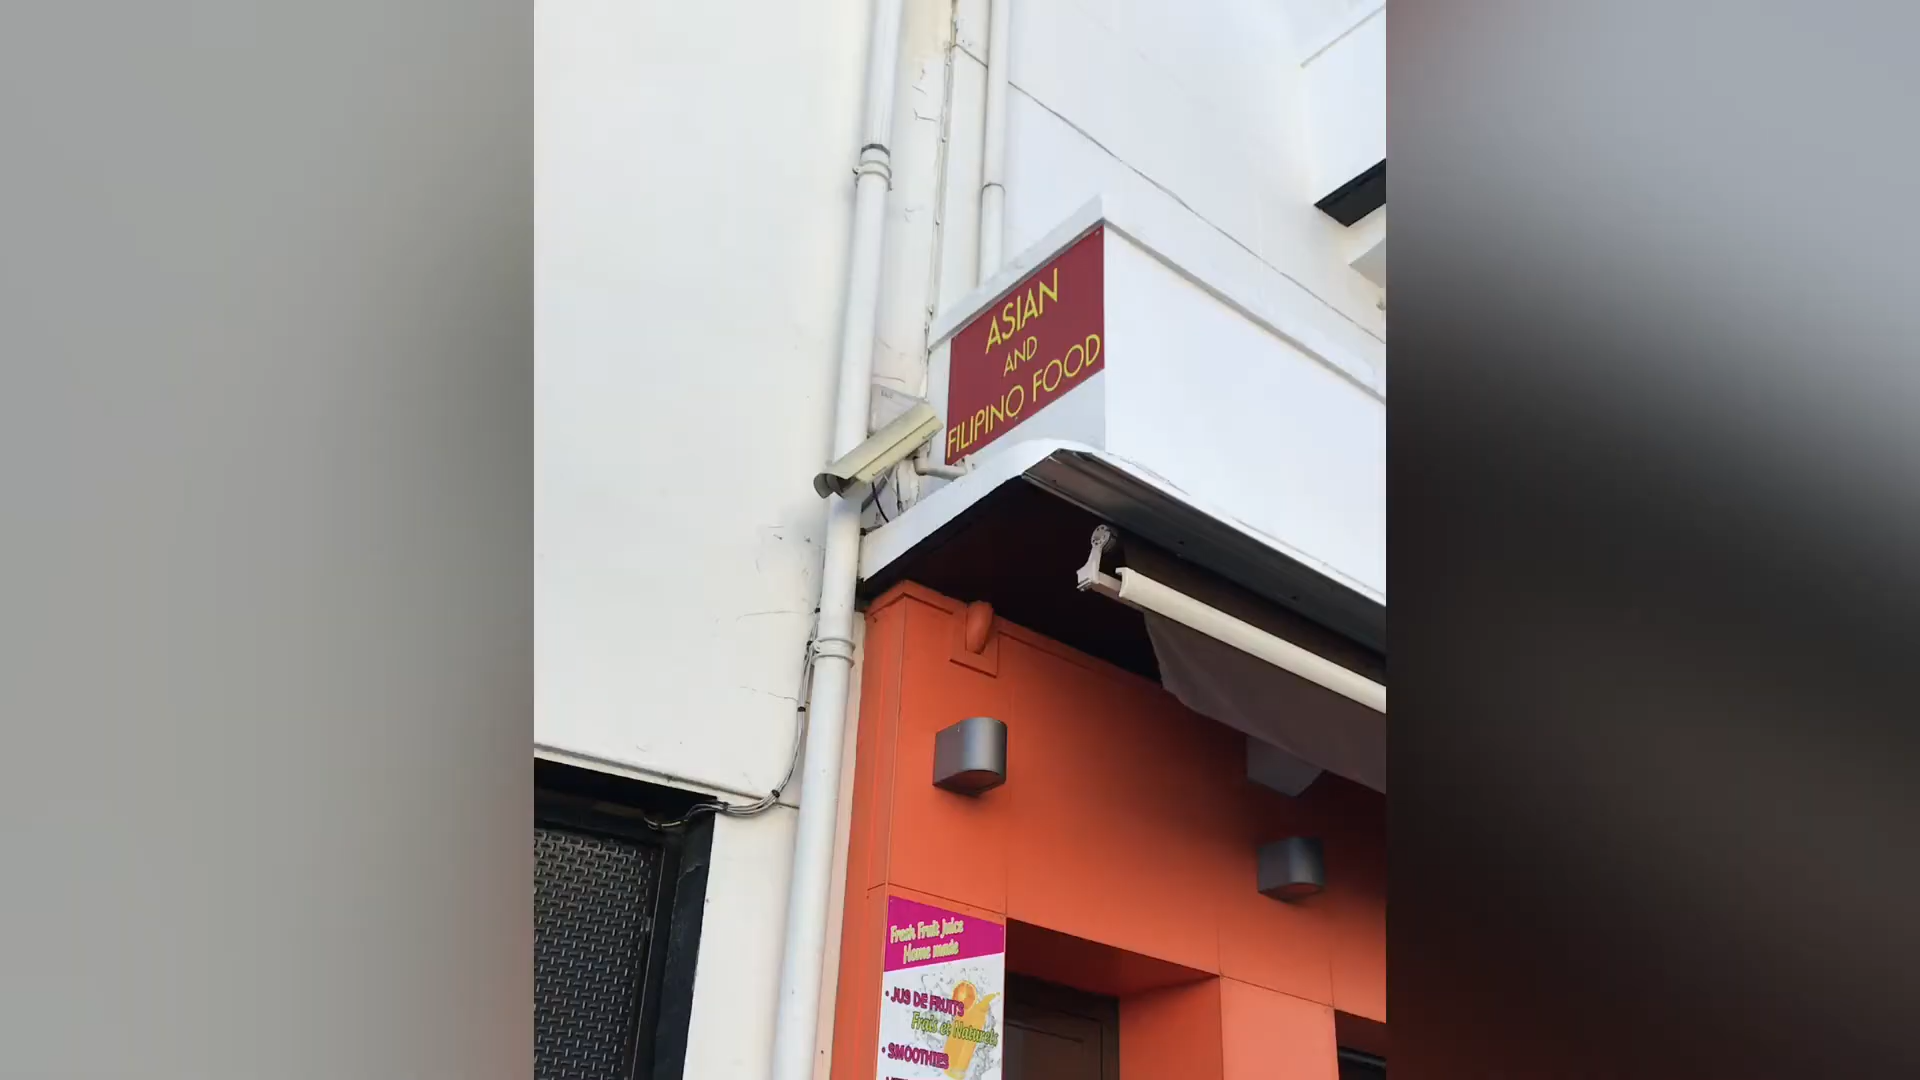 ASIAN
AND
FILIPINO FOOD
Fresh Fruit Juice
Home made
• JUS DE FRUITS
Frais et Naturels
• SMOOTHIES